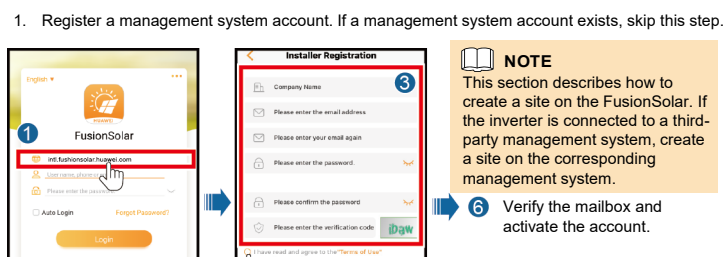 1. Register a management system account. If a management system account exists, skip this step.
English ▼
HUAWEI
FusionSolar
1
intl.fushionsolar.huawei.com
User name, phone
Please enter the password
Auto Login
Forgot Password?
Login
Installer Registration
3
Company Name
Please enter the email address
Please enter your email again
Please enter the password.
Please confirm the password
Please enter the verification code
ibaw
I have read and agree to the"Terms of Use"
NOTE
This section describes how to
create a site on the FusionSolar. If
the inverter is connected to a third-
party management system, create
a site on the corresponding
management system.
6 Verify the mailbox and
activate the account.